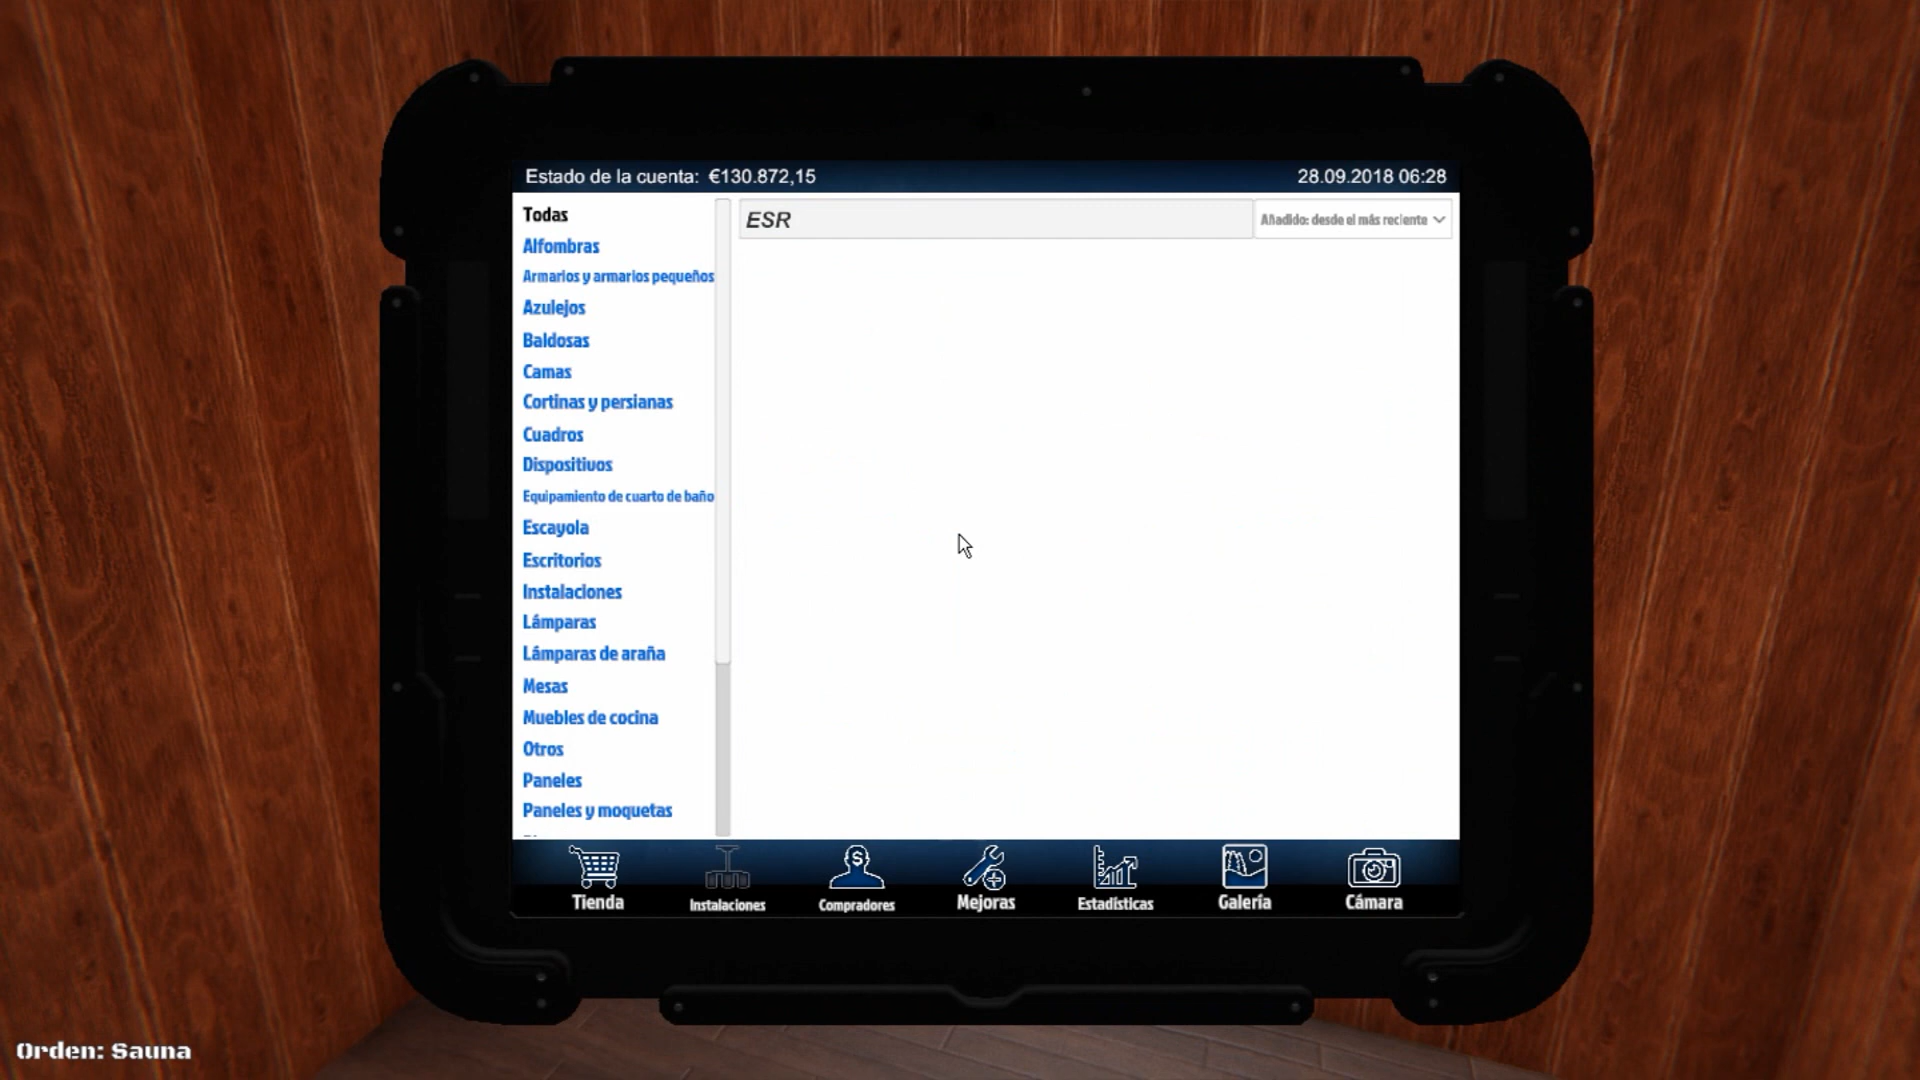 Estado de la cuenta: €130.872,15
28.09.2018 06:28
Todas
Alfombras
Armarios y armarios pequeños
Azulejos
Baldosas
Camas
Cortinas y persianas
Cuadros
Dispositivos
Equipamiento de cuarto de baño
Escayola
Escritorios
Instalaciones
Lámparas
Lámparas de araña
Mesas
Muebles de cocina
Otros
Paneles
Paneles y moquetas
ESR
Añadido: desde el más reciente
Tienda
Instalaciones
Compradores
Mejoras
Estadísticas
Galería
Cámara
Orden: Sauna